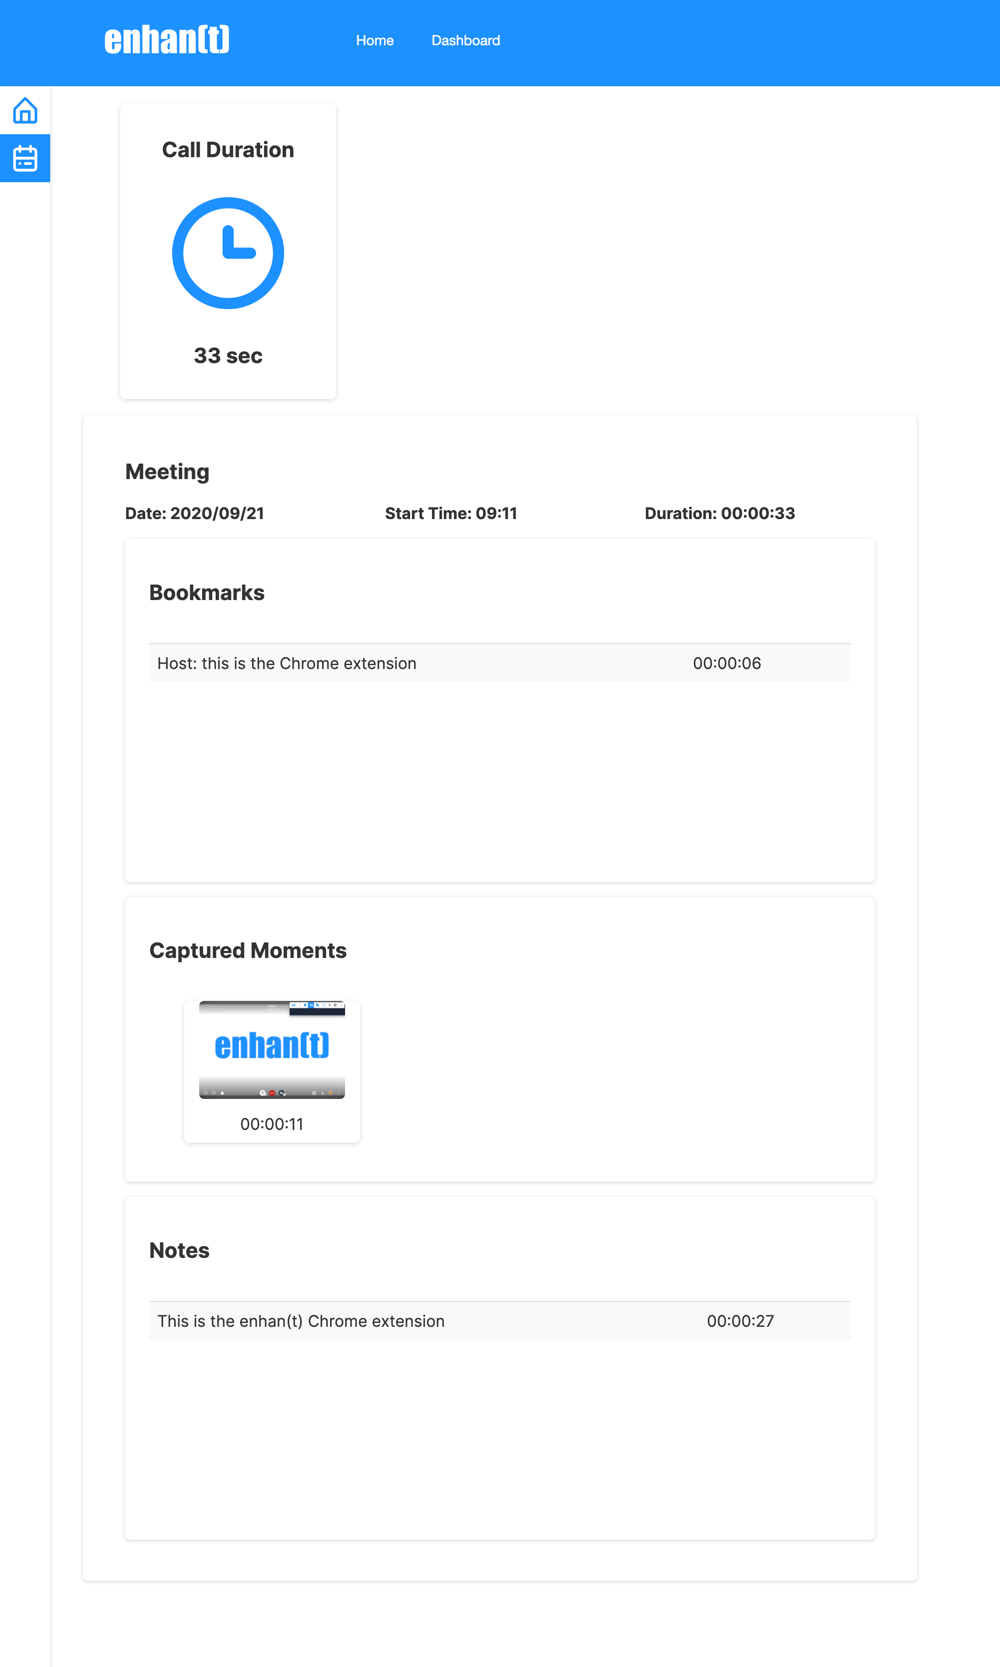 enhan(t)
Home
Dashboard
Call Duration
33 sec
Meeting
Date: 2020/09/21
Start Time: 09:11
Duration: 00:00:33
Bookmarks
Host: this is the Chrome extension
00:00:06
Captured Moments
enhan(t)
00:00:11
Notes
This is the enhan(t) Chrome extension
00:00:27